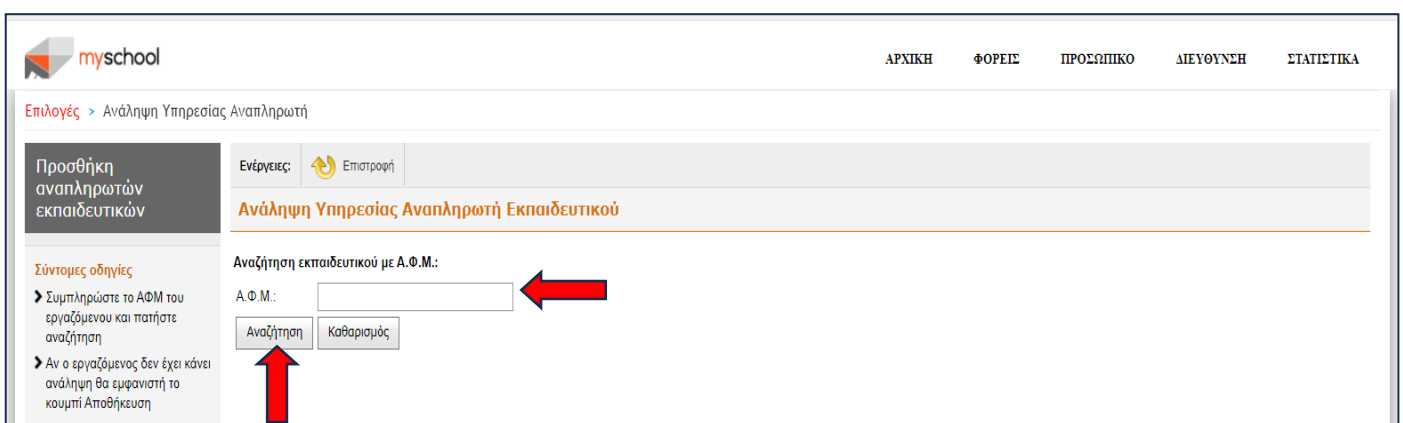 myschool
ΑΡΧΙΚΗ ΦΟΡΕΙΣ ΠΡΟΣΩΠΙΚΟ ΔΙΕΥΘΥΝΣΗ ΣΤΑΤΙΣΤΙΚΑ
Επιλογές > Ανάληψη Υπηρεσίας Αναπληρωτή
Προσθήκη
αναπληρωτών
εκπαιδευτικών
Σύντομες οδηγίες
Συμπληρώστε το ΑΦΜ του
εργαζόμενου και πατήστε
αναζήτηση
Αν ο εργαζόμενος δεν έχει κάνει
ανάληψη θα εμφανιστή το
κουμπί Αποθήκευση
Ενέργειες: Επιστροφή
Ανάληψη Υπηρεσίας Αναπληρωτή Εκπαιδευτικού
Αναζήτηση εκπαιδευτικού με Α.Φ.Μ.:
Α.Φ.Μ.:
Αναζήτηση Καθαρισμός